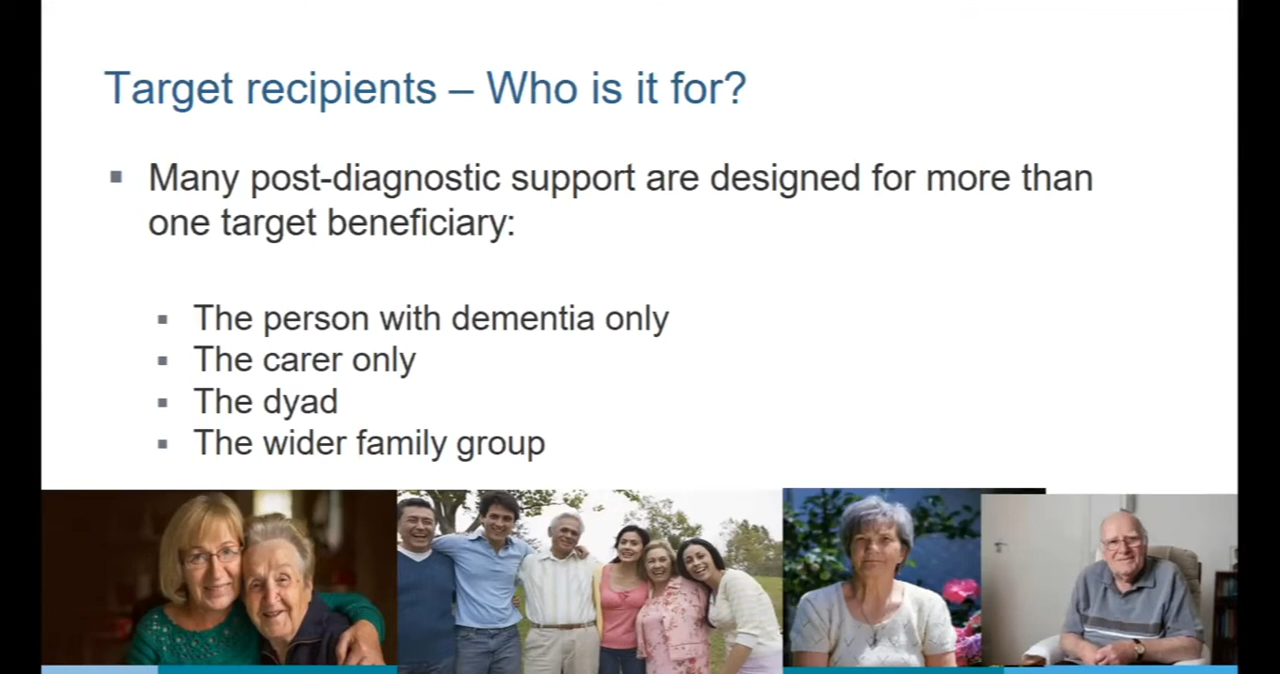 Target recipients – Who is it for?
▪ Many post-diagnostic support are designed for more than
one target beneficiary:
▪ The person with dementia only
▪ The carer only
▪ The dyad
▪ The wider family group